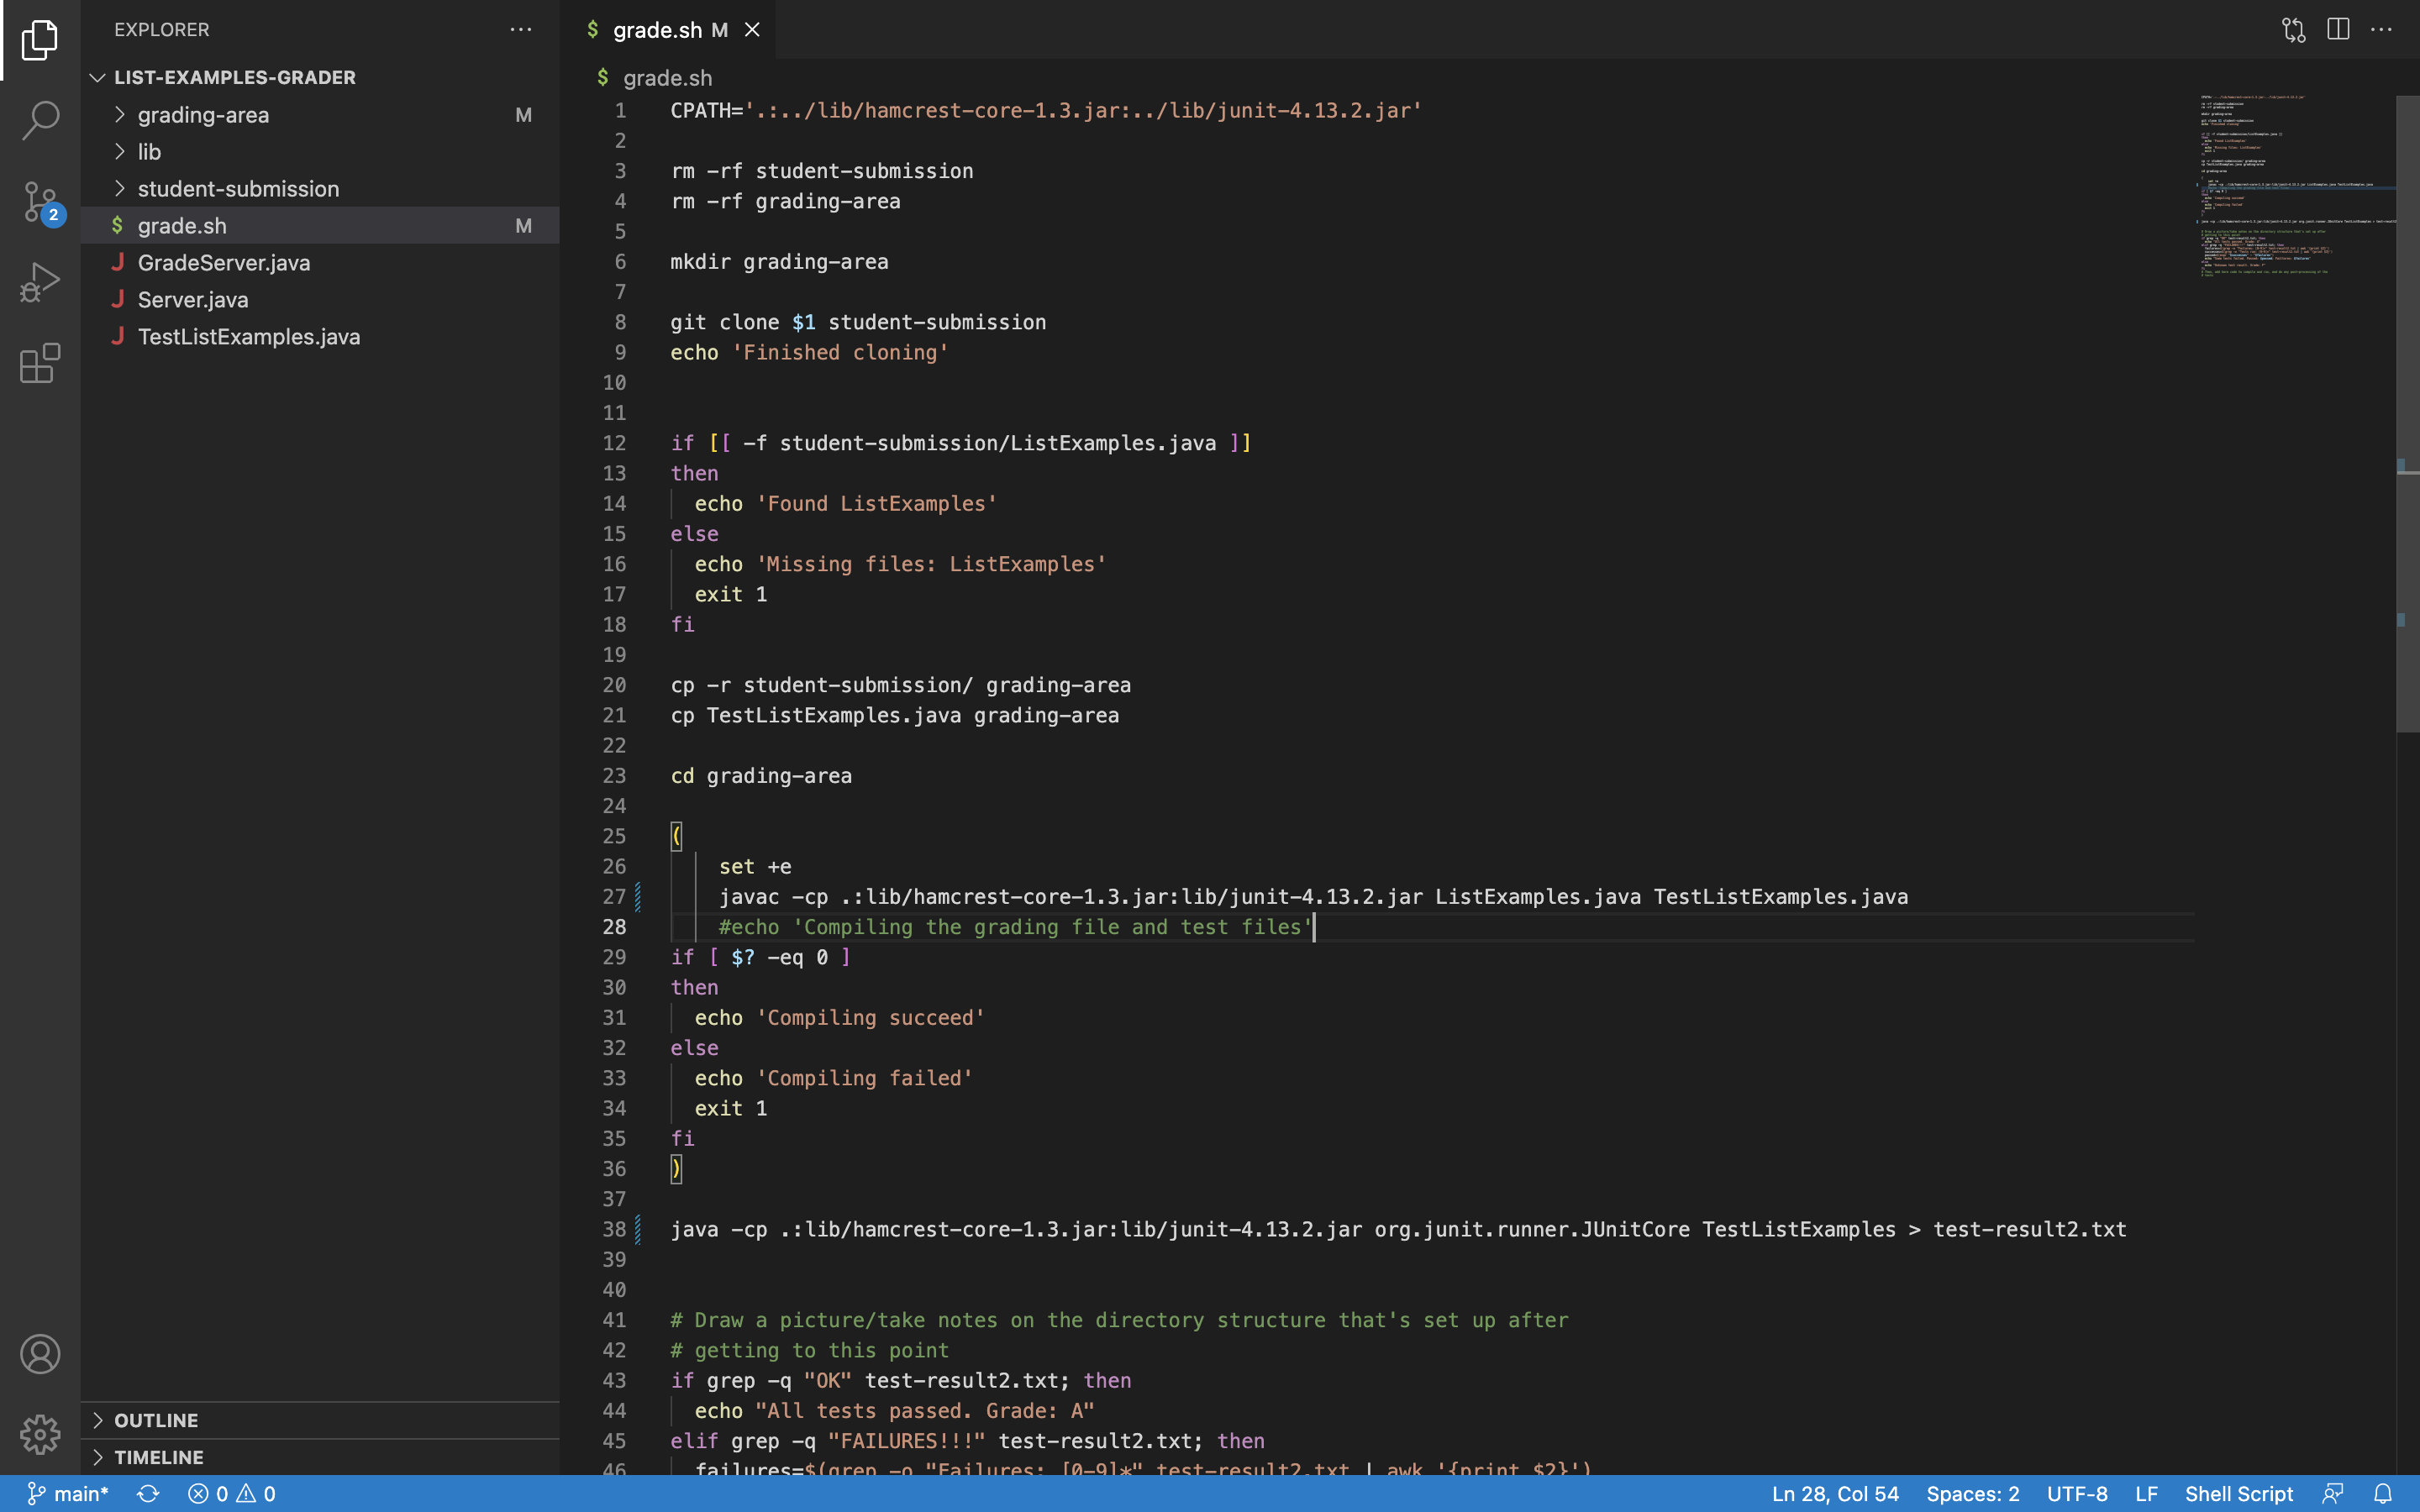 EXPLORER
LIST-EXAMPLES-GRADER
grading-area M
lib
student-submission
$ grade.sh M
J GradeServer.java
J Server.java
J TestListExamples.java
OUTLINE
TIMELINE
2
$ grade.sh M
$ grade.sh
1 CPATH='.:../lib/hamcrest-core-1.3.jar:../lib/junit-4.13.2.jar'
2
3 rm -rf student-submission
4 rm -rf grading-area
5
6 mkdir grading-area
7
8 git clone $1 student-submission
9 echo 'Finished cloning'
10
11
12 if [[ -f student-submission/ListExamples.java ]]
13 then
14 echo 'Found ListExamples'
15 else
16 echo 'Missing files: ListExamples'
17 exit 1
18 fi
19
20 cp -r student-submission/ grading-area
21 cp TestListExamples.java grading-area
22
23 cd grading-area
24
25 (
26 set +e
27 javac -cp .:lib/hamcrest-core-1.3.jar:lib/junit-4.13.2.jar ListExamples.java TestListExamples.java
28 #echo 'Compiling the grading file and test files'
29 if [ $? -eq 0 ]
30 then
31 echo 'Compiling succeed'
32 else
33 echo 'Compiling failed'
34 exit 1
35 fi
36 )
37
38 java -cp .:lib/hamcrest-core-1.3.jar:lib/junit-4.13.2.jar org.junit.runner.JUnitCore TestListExamples > test-result2.txt
39
40
41 # Draw a picture/take notes on the directory structure that's set up after
42 # getting to this point
43 if grep -q "OK" test-result2.txt; then
44 echo "All tests passed. Grade: A"
45 elif grep -q "FAILURES!!!" test-result2.txt; then
46 failures=$(grep -o "Failures: [0-9]*" test-result2.txt | awk '{print $2}')
main* 0 0 Ln 28, Col 54 Spaces: 2 UTF-8 LF Shell Script